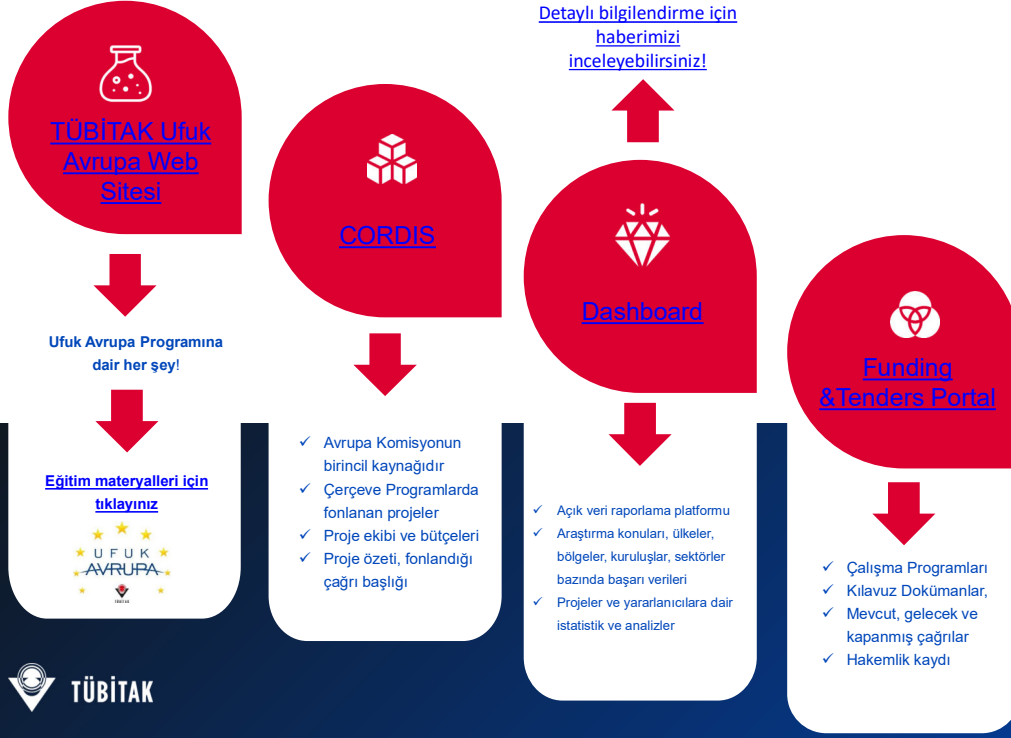 TÜBİTAK Ufuk
Avrupa Web
Sitesi
Ufuk Avrupa Programına
dair her şey!
Eğitim materyalleri için
tıklayınız
UFUK
AVRUPA
TÜBİTAK
CORDIS
✓ Avrupa Komisyonun
birincil kaynağıdır
✓ Çerçeve Programlarda
fonlanan projeler
✓ Proje ekibi ve bütçeleri
✓ Proje özeti, fonlandığı
çağrı başlığı
Detaylı bilgilendirme için
haberimizi
inceleyebilirsiniz!
Dashboard
✓ Açık veri raporlama platformu
✓ Araştırma konuları, ülkeler,
bölgeler, kuruluşlar, sektörler
bazında başarı verileri
✓ Projeler ve yararlanıcılara dair
istatistik ve analizler
Funding
&Tenders Portal
✓ Çalışma Programları
✓ Kılavuz Dokümanlar,
✓ Mevcut, gelecek ve
kapanmış çağrılar
✓ Hakemlik kaydı
TÜBİTAK